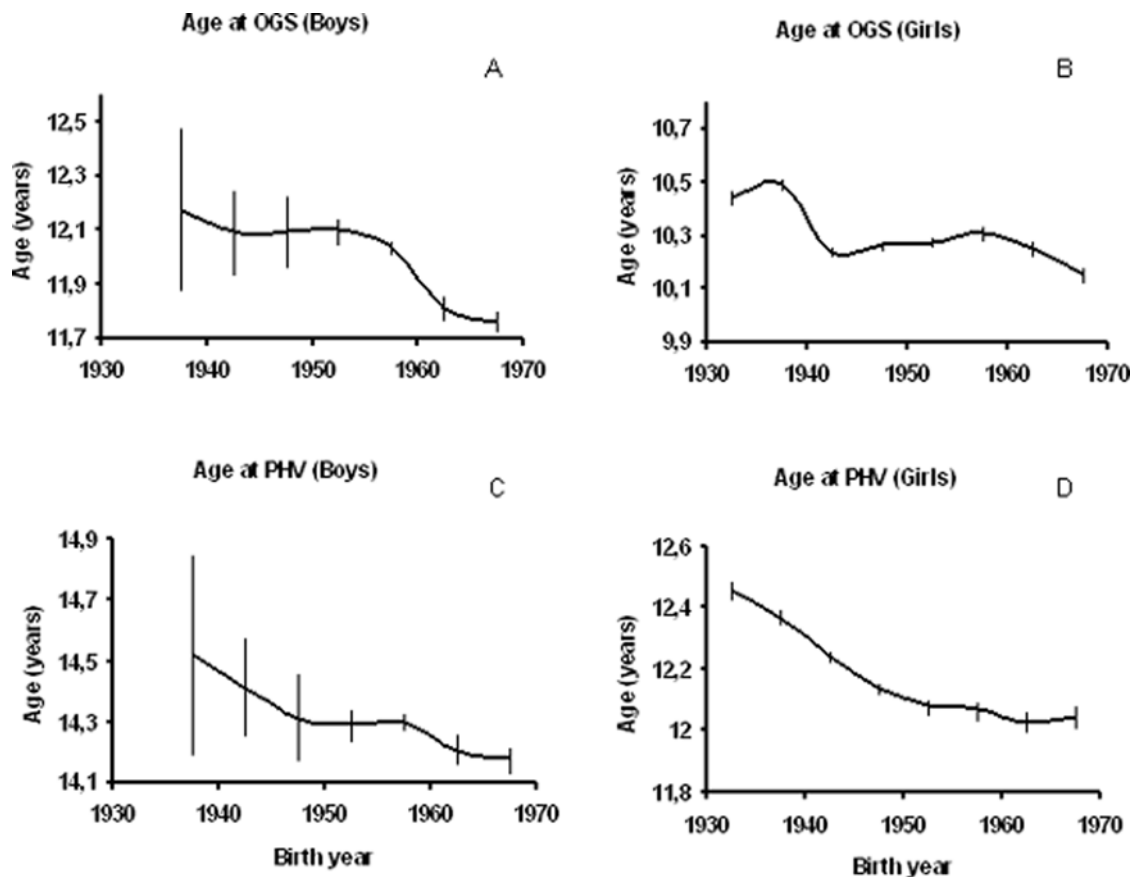 Age at OGS (Boys)
A
Age (years)
12,5
12,3
12,1
11,9
11,7
1930 1940 1950 1960 1970
Age at OGS (Girls)
B
Age (years)
10,7
10,5
10,3
10,1
9,9
1930 1940 1950 1960 1970
Age at PHV (Boys)
C
Age (years)
14,9
14,7
14,5
14,3
14,1
1930 1940 1950 1960 1970
Birth year
Age at PHV (Girls)
D
Age (years)
12,6
12,4
12,2
12
11,8
1930 1940 1950 1960 1970
Birth year